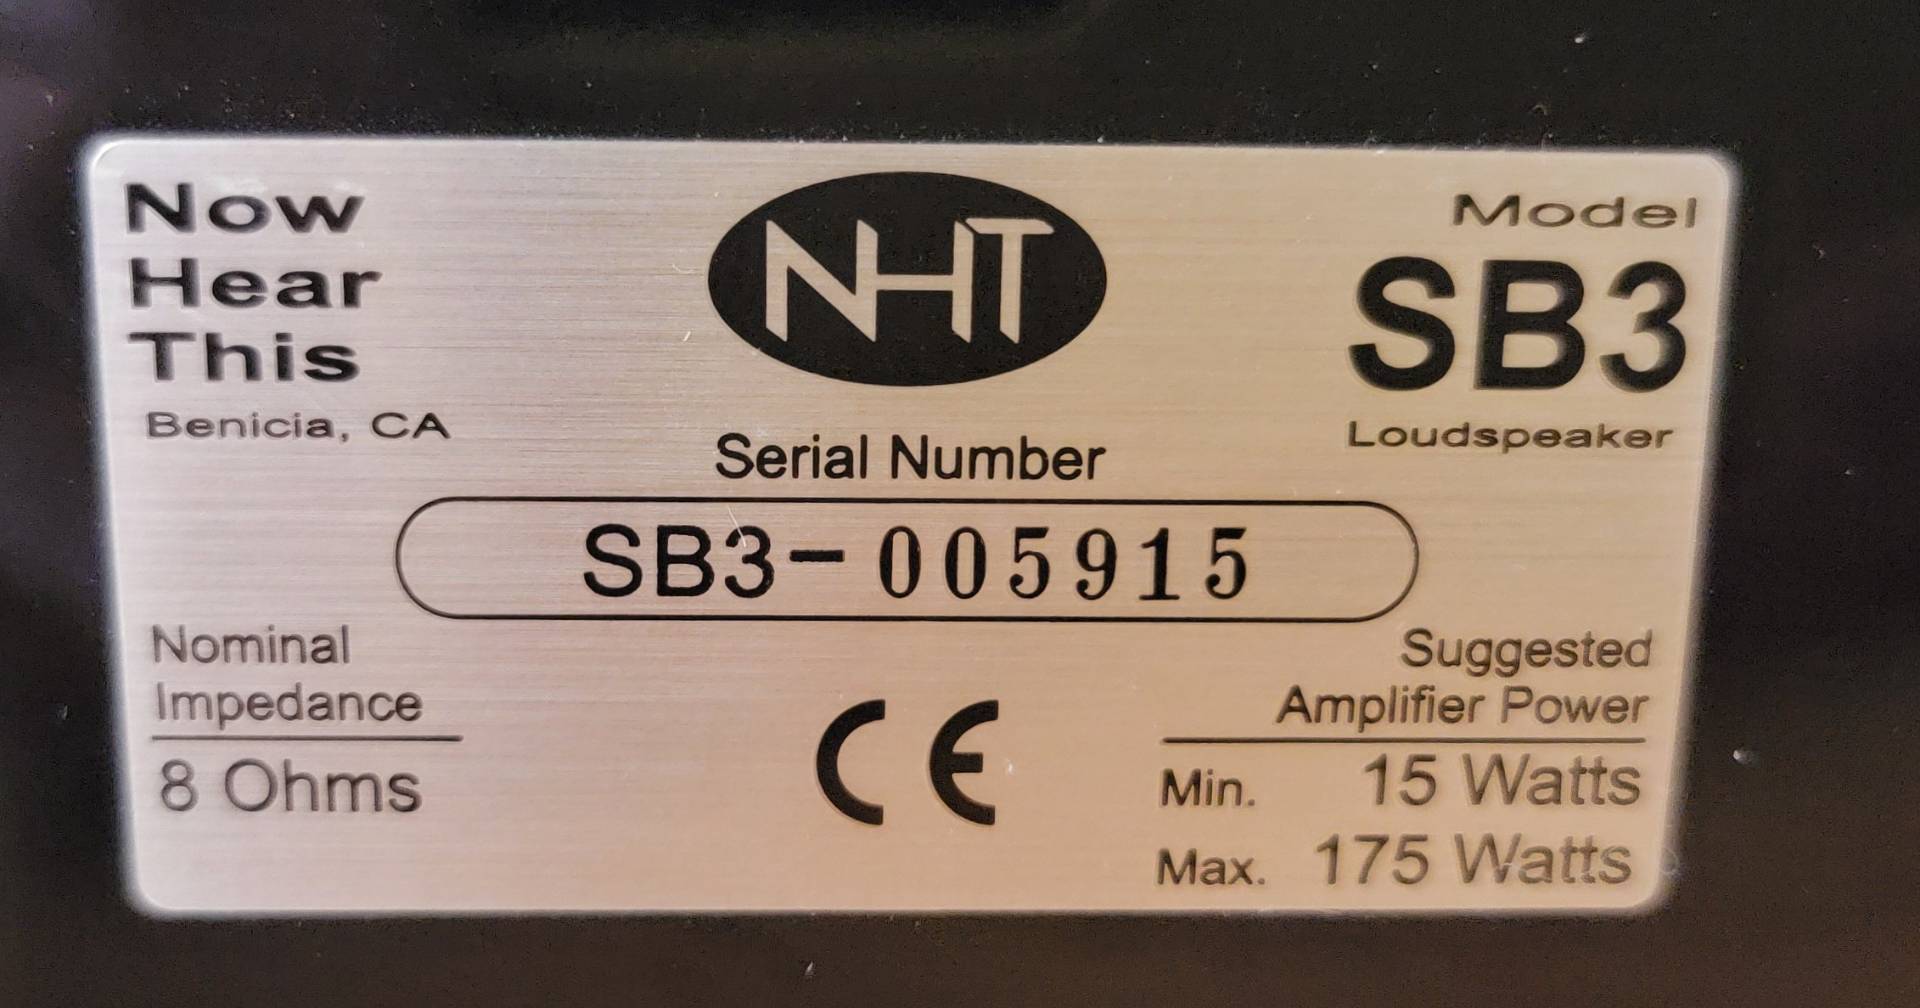 Now
Hear
This
Benicia, CA
NHT
Model
SB3
Loudspeaker
Serial Number
SB3-005915
Nominal
Impedance
8 Ohms
CE
Suggested
Amplifier Power
Min. 15 Watts
Max. 175 Watts